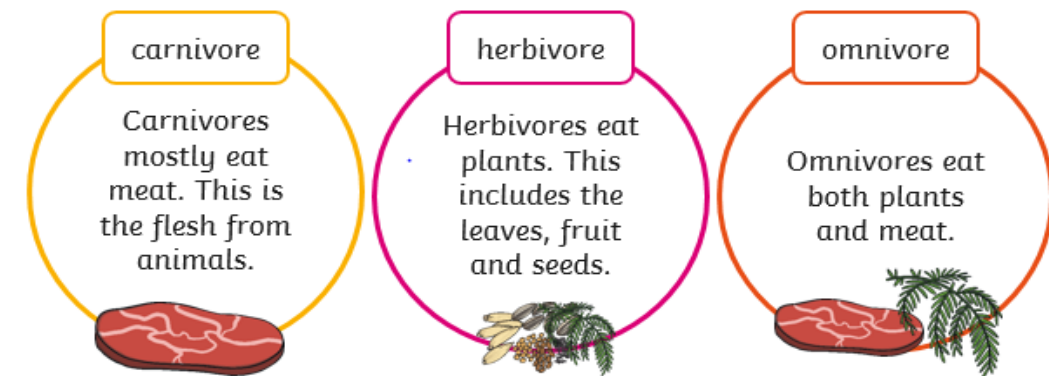 carnivore
Carnivores
mostly eat
meat. This is
the flesh from
animals.
herbivore
Herbivores eat
plants. This
includes the
leaves, fruit
and seeds.
omnivore
Omnivores eat
both plants
and meat.